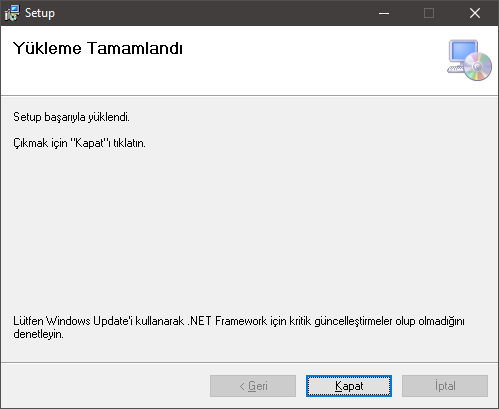 Setup
Yükleme Tamamlandı
Setup başarıyla yüklendi.
Çıkmak için "Kapat"ı tıklatın.
Lütfen Windows Update'i kullanarak .NET Framework için kritik güncelleştirmeler olup olmadığını
denetleyin.
< Geri
Kapat
İptal